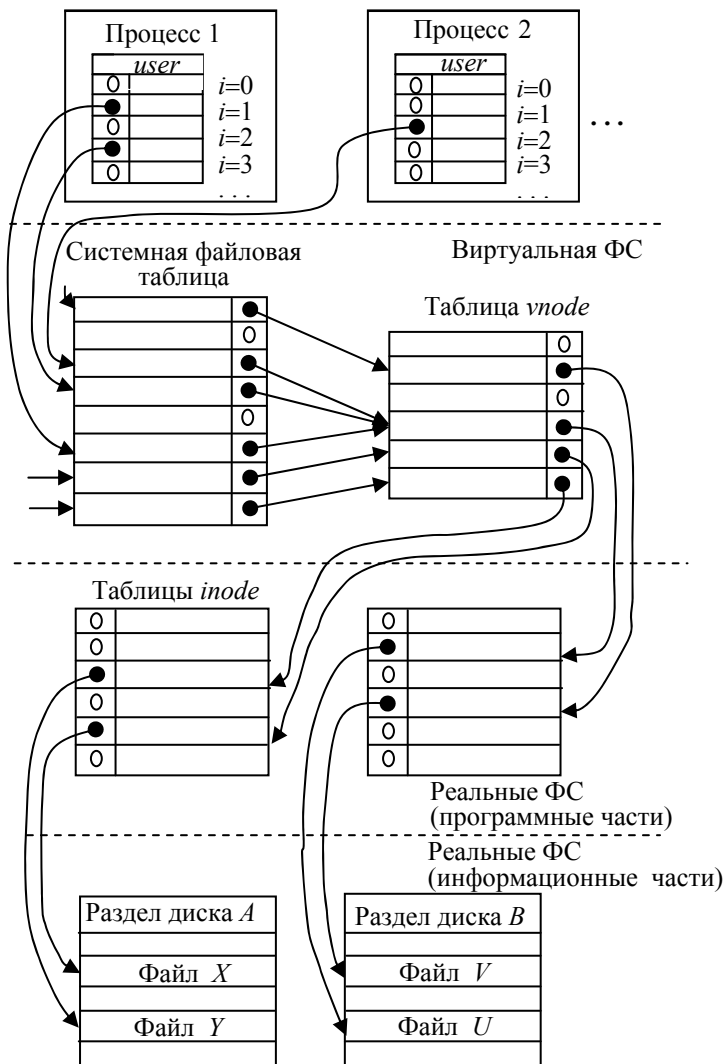 Процесс 1
user
i=0
i=1
i=2
i=3
. . .
Процесс 2
user
i=0
i=1
i=2
i=3
. . .
...
Системная файловая
таблица
Виртуальная ФС
Таблица vnode
Таблицы inode
Реальные ФС
(программные части)
Реальные ФС
(информационные части)
Раздел диска A
Файл X
Файл Y
Раздел диска B
Файл V
Файл U